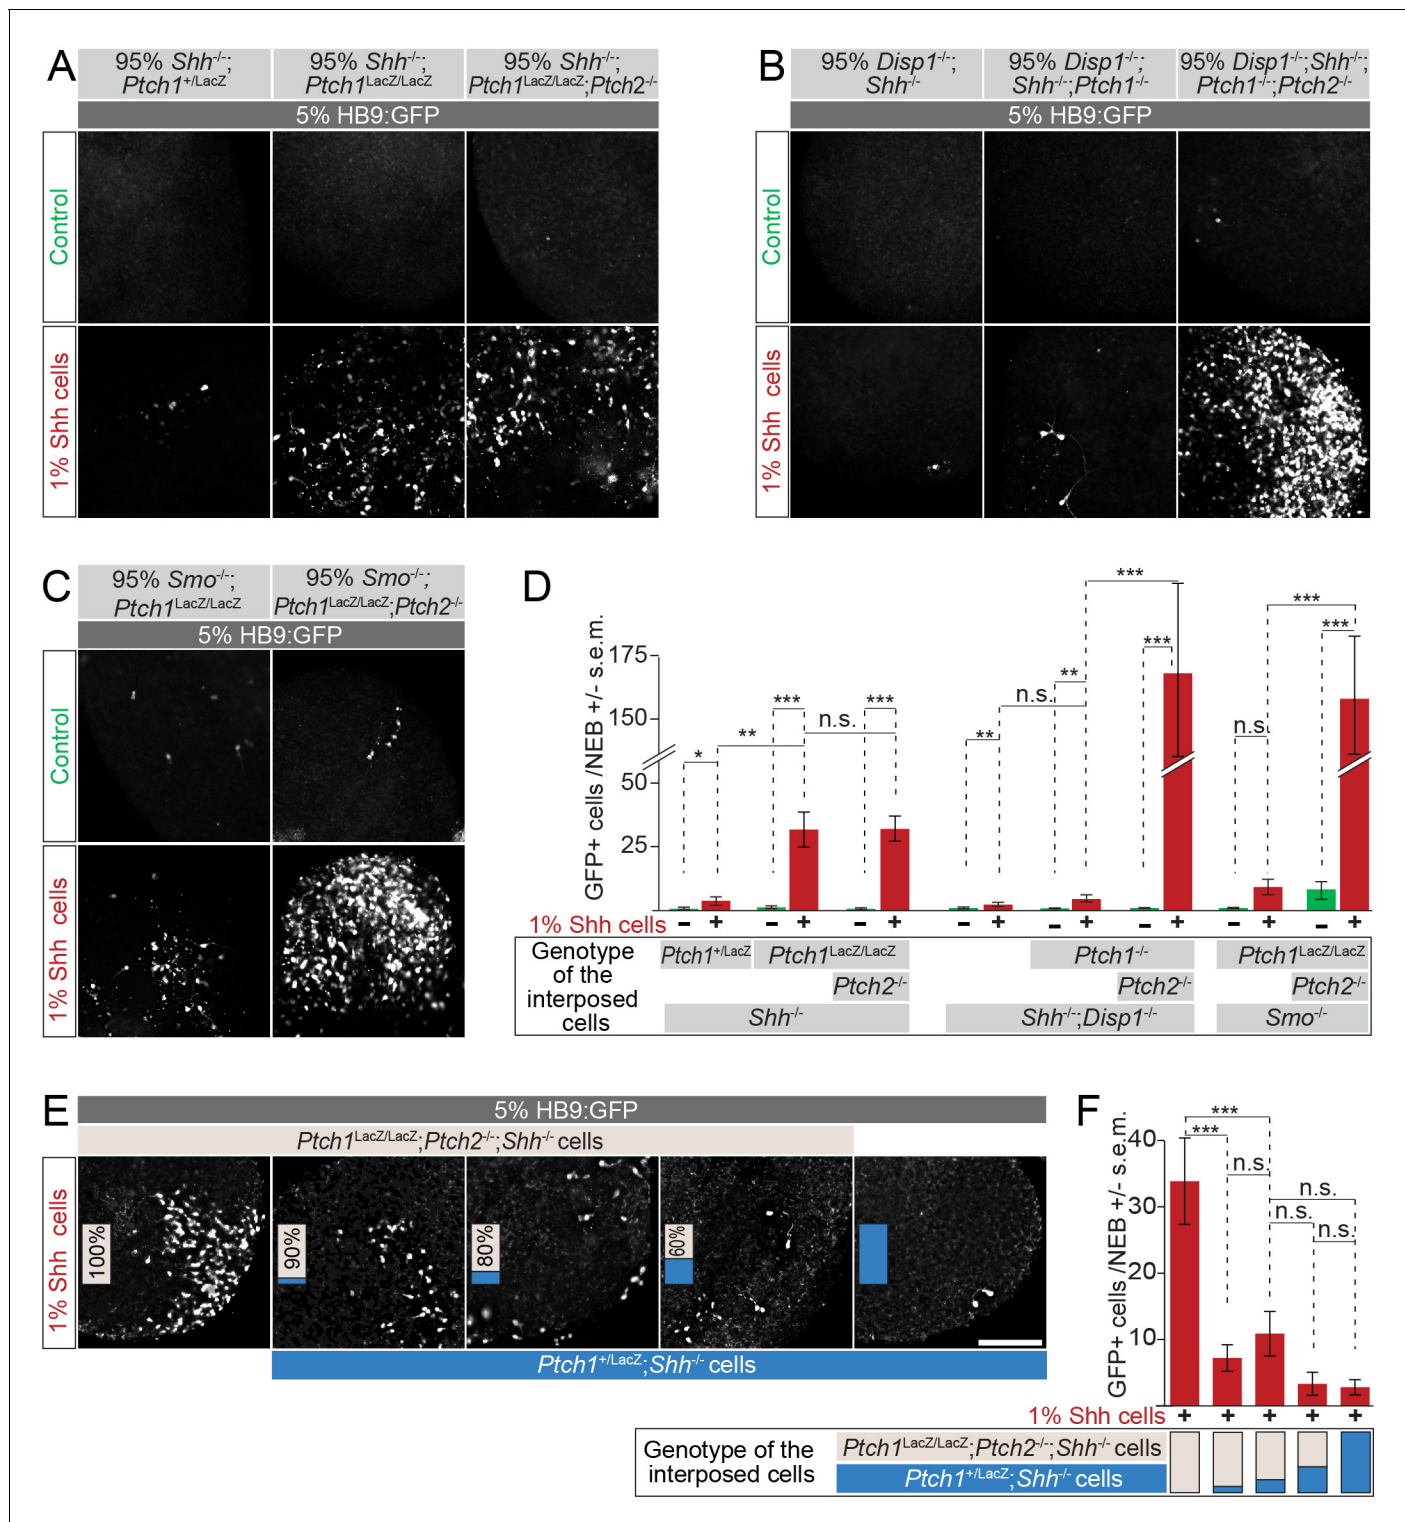 A
95% Shh-/-;
Ptch1+/LacZ
95% Shh-/-;
Ptch1LacZ/LacZ
95% Shh-/-;
Ptch1LacZ/LacZ;Ptch2-/-
5% HB9:GFP
Control
1% Shh cells
B
95% Disp1-/-;
Shh-/-
95% Disp1-/-;
Shh-/-;Ptch1-/-
95% Disp1-/-;Shh-/-;
Ptch1-/-;Ptch2-/-
5% HB9:GFP
Control
1% Shh cells
C
95% Smo-/-;
Ptch1LacZ/LacZ
95% Smo-/-;
Ptch1LacZ/LacZ;Ptch2-/-
5% HB9:GFP
Control
1% Shh cells
D
GFP+ cells /NEB +/- s.e.m.
175
150
50
25
*
**
***
n.s.
***
**
n.s.
**
***
***
n.s.
***
***
1% Shh cells - + - + - + - + - + - + - + - +
Genotype
of the
interposed
cells
Ptch1+/LacZ Ptch1LacZ/LacZ Ptch1-/- Ptch1LacZ/LacZ
Ptch2-/- Ptch2-/- Ptch2-/-
Shh-/- Shh-/-;Disp1-/- Smo-/-
E
5% HB9:GFP
Ptch1LacZ/LacZ;Ptch2-/-;Shh-/- cells
1% Shh cells
100%
90%
80%
60%
Ptch1+/LacZ;Shh-/- cells
F
GFP+ cells /NEB +/- s.e.m.
40
30
20
10
***
***
n.s.
n.s.
n.s.
n.s.
1% Shh cells + + + + +
Genotype of the
interposed cells
Ptch1LacZ/LacZ;Ptch2-/-;Shh-/- cells
Ptch1+/LacZ;Shh-/- cells